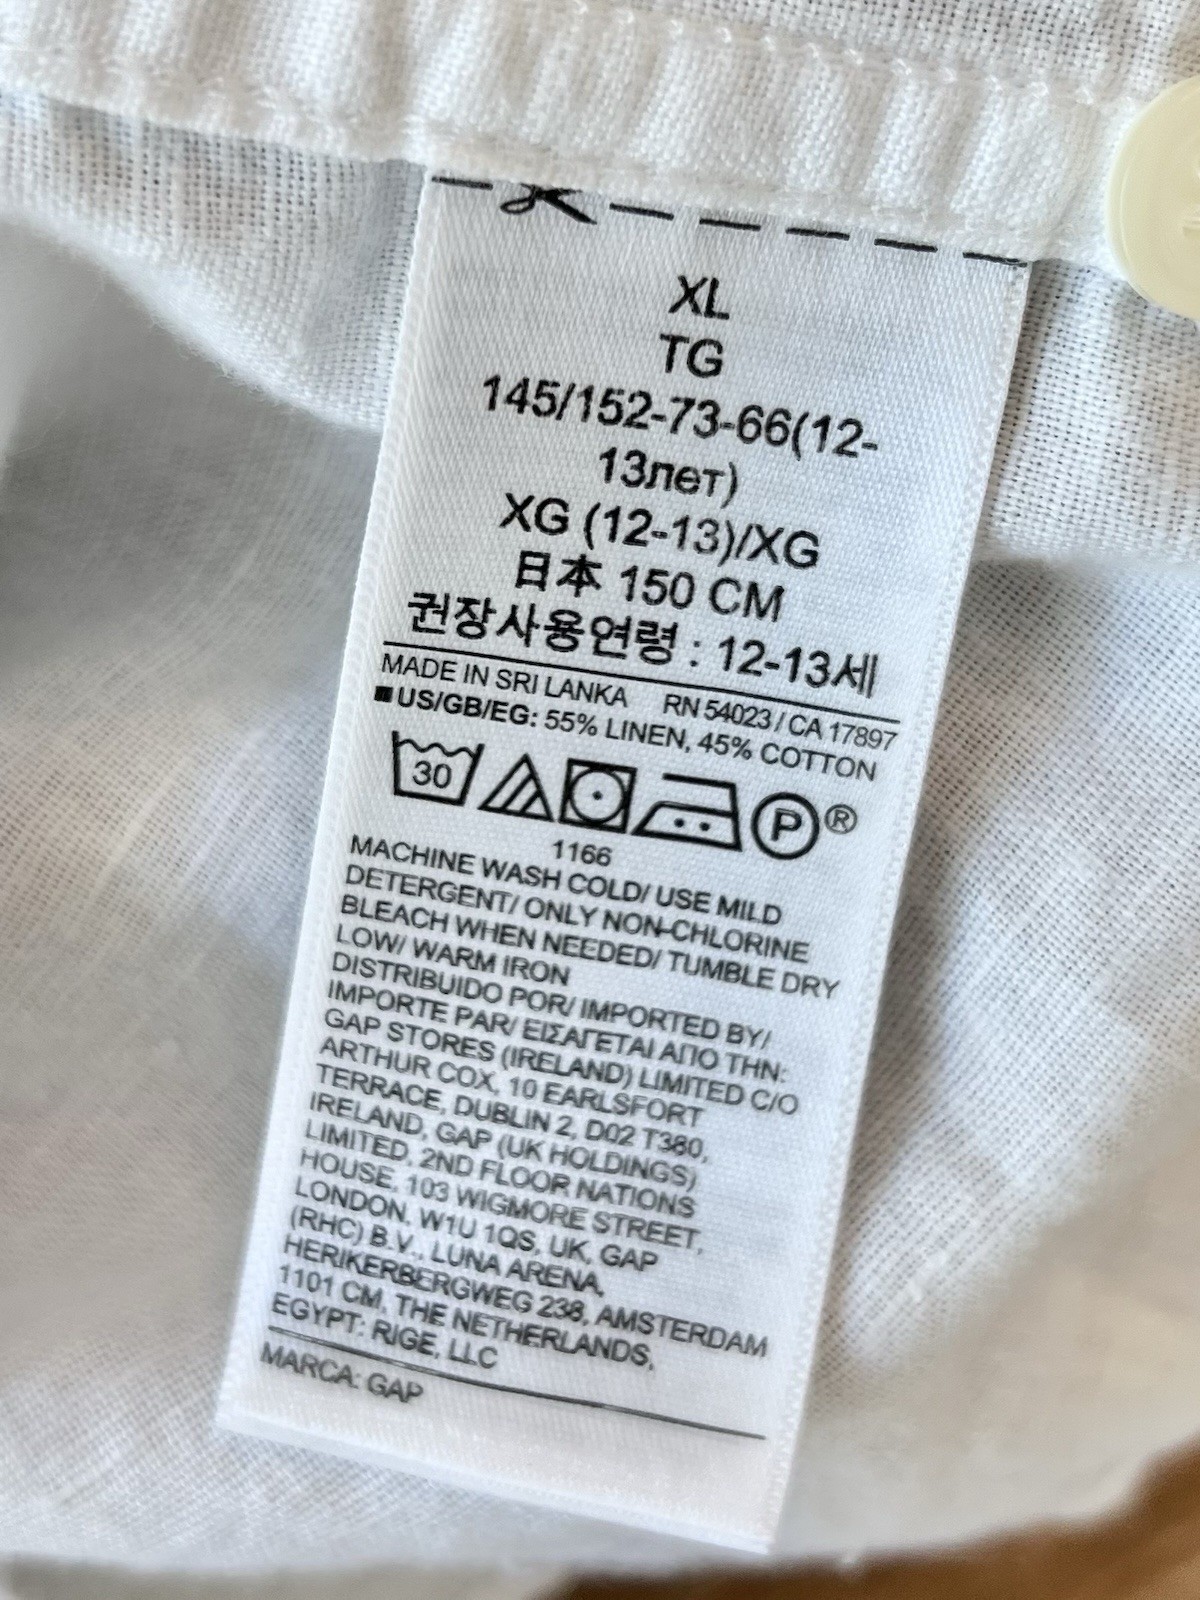 XL
TG
145/152-73-66(12-
13лет)
XG (12-13)/XG
日本 150 CM
권장사용연령 : 12-13세
MADE IN SRI LANKA RN 54023 / CA 17897
US/GB/EG: 55% LINEN, 45% COTTON
30 P ®
1166
MACHINE WASH COLD/ USE MILD
DETERGENT/ ONLY NON-CHLORINE
BLEACH WHEN NEEDED/ TUMBLE DRY
LOW/ WARM IRON
DISTRIBUIDO POR/ IMPORTED BY/
IMPORTE PAR/ ΕΙΣΑΓΕΤΑΙ ΑΠΟ ΤΗΝ:
GAP STORES (IRELAND) LIMITED C/O
ARTHUR COX, 10 EARLSFORT
TERRACE, DUBLIN 2, D02 T380,
IRELAND, GAP (UK HOLDINGS)
LIMITED, 2ND FLOOR NATIONS
HOUSE, 103 WIGMORE STREET,
LONDON, W1U 1QS, UK, GAP
(RHC) B.V., LUNA ARENA,
HERIKERBERGWEG 238, AMSTERDAM
1101 CM, THE NETHERLANDS,
EGYPT: RIGE, LLC
MARCA: GAP